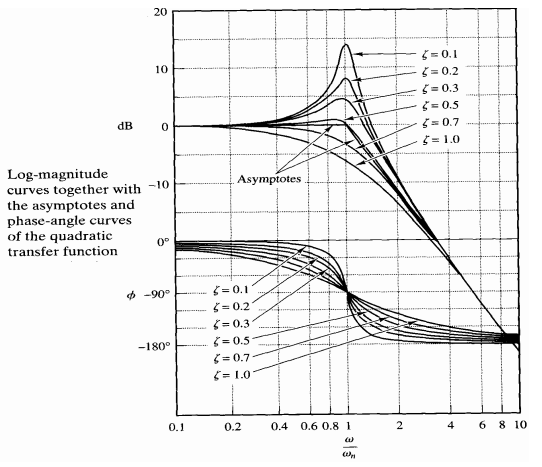 20
10
dB
0
-10
0°
ϕ
-90°
-180°
Log-magnitude
curves together with
the asymptotes and
phase-angle curves
of the quadratic
transfer function
ζ = 0.1
ζ = 0.2
ζ = 0.3
ζ = 0.5
ζ = 0.7
ζ = 1.0
Asymptotes
ζ = 0.1
ζ = 0.2
ζ = 0.3
ζ = 0.5
ζ = 0.7
ζ = 1.0
0.1 0.2 0.4 0.6 0.8 1 2 4 6 8 10
ω
ωn